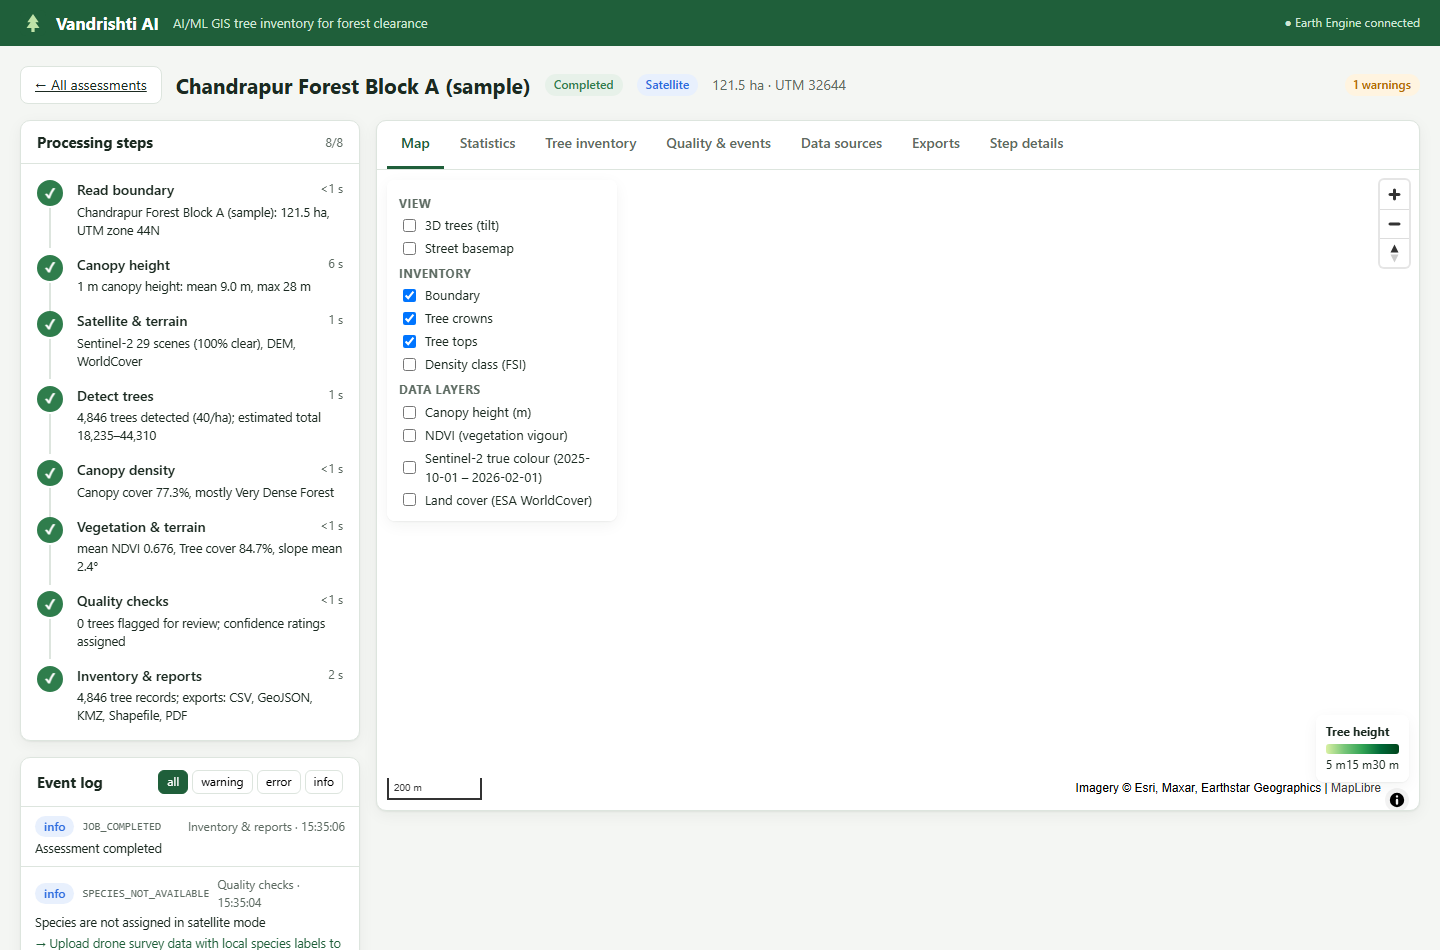 Vandrishti AI
AI/ML GIS tree inventory for forest clearance
● Earth Engine connected
← All assessments
Chandrapur Forest Block A (sample)
Completed
Satellite
121.5 ha · UTM 32644
1 warnings
Processing steps
8/8
Read boundary
<1 s
Chandrapur Forest Block A (sample): 121.5 ha,
UTM zone 44N
Canopy height
6 s
1 m canopy height: mean 9.0 m, max 28 m
Satellite & terrain
1 s
Sentinel-2 29 scenes (100% clear), DEM,
WorldCover
Detect trees
1 s
4,846 trees detected (40/ha); estimated total
18,235–44,310
Canopy density
<1 s
Canopy cover 77.3%, mostly Very Dense Forest
Vegetation & terrain
<1 s
mean NDVI 0.676, Tree cover 84.7%, slope mean
2.4°
Quality checks
<1 s
0 trees flagged for review; confidence ratings
assigned
Inventory & reports
2 s
4,846 tree records; exports: CSV, GeoJSON,
KMZ, Shapefile, PDF
Event log
all
warning
error
info
info
JOB_COMPLETED
Inventory & reports · 15:35:06
Assessment completed
info
SPECIES_NOT_AVAILABLE
Quality checks ·
15:35:04
Species are not assigned in satellite mode
→ Upload drone survey data with local species labels to
Map
Statistics
Tree inventory
Quality & events
Data sources
Exports
Step details
VIEW
3D trees (tilt)
Street basemap
INVENTORY
Boundary
Tree crowns
Tree tops
Density class (FSI)
DATA LAYERS
Canopy height (m)
NDVI (vegetation vigour)
Sentinel-2 true colour (2025-
10-01 – 2026-02-01)
Land cover (ESA WorldCover)
Tree height
5 m15 m30 m
200 m
Imagery © Esri, Maxar, Earthstar Geographics | MapLibre